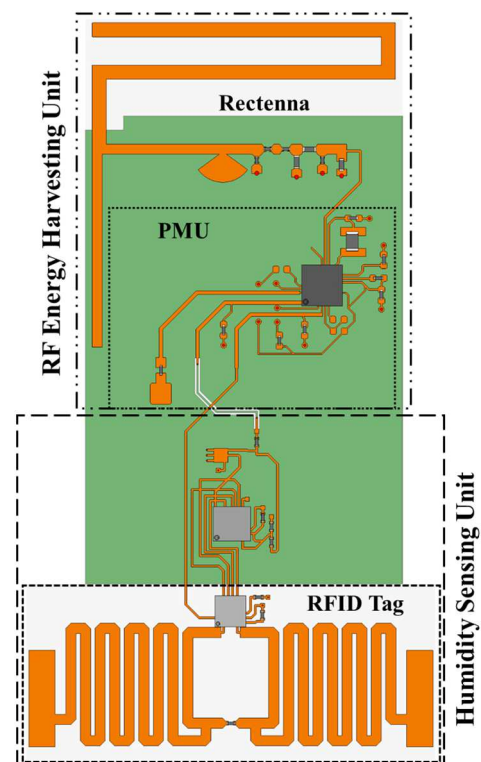 Rectenna
RF Energy Harvesting Unit
PMU
Humidity Sensing Unit
RFID Tag